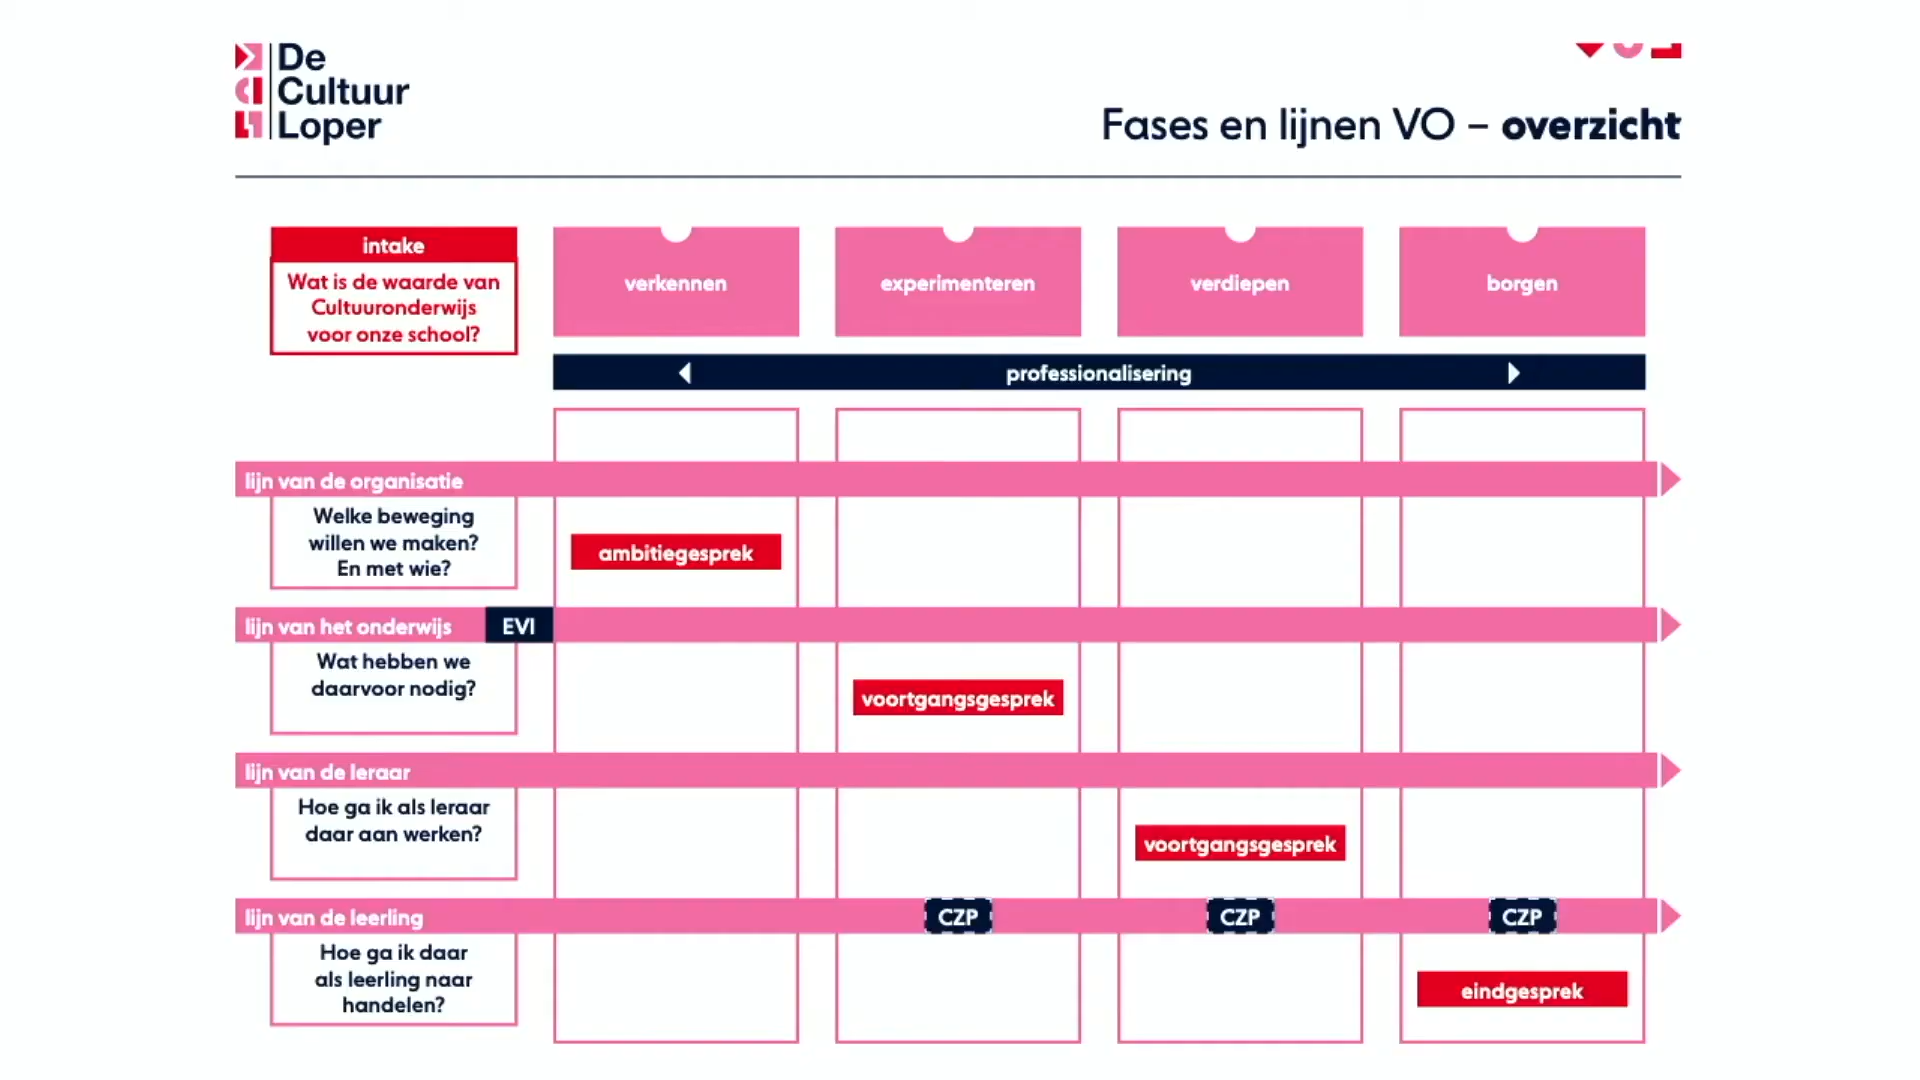 De
Cultuur
Loper
Fases en lijnen VO – overzicht
intake
Wat is de waarde van
Cultuuronderwijs
voor onze school?
verkennen
experimenteren
verdiepen
borgen
professionalisering
lijn van de organisatie
Welke beweging
willen we maken?
En met wie?
ambitiegesprek
lijn van het onderwijs
EVI
Wat hebben we
daarvoor nodig?
voortgangsgesprek
lijn van de leraar
Hoe ga ik als leraar
daar aan werken?
voortgangsgesprek
lijn van de leerling
CZP
CZP
CZP
Hoe ga ik daar
als leerling naar
handelen?
eindgesprek